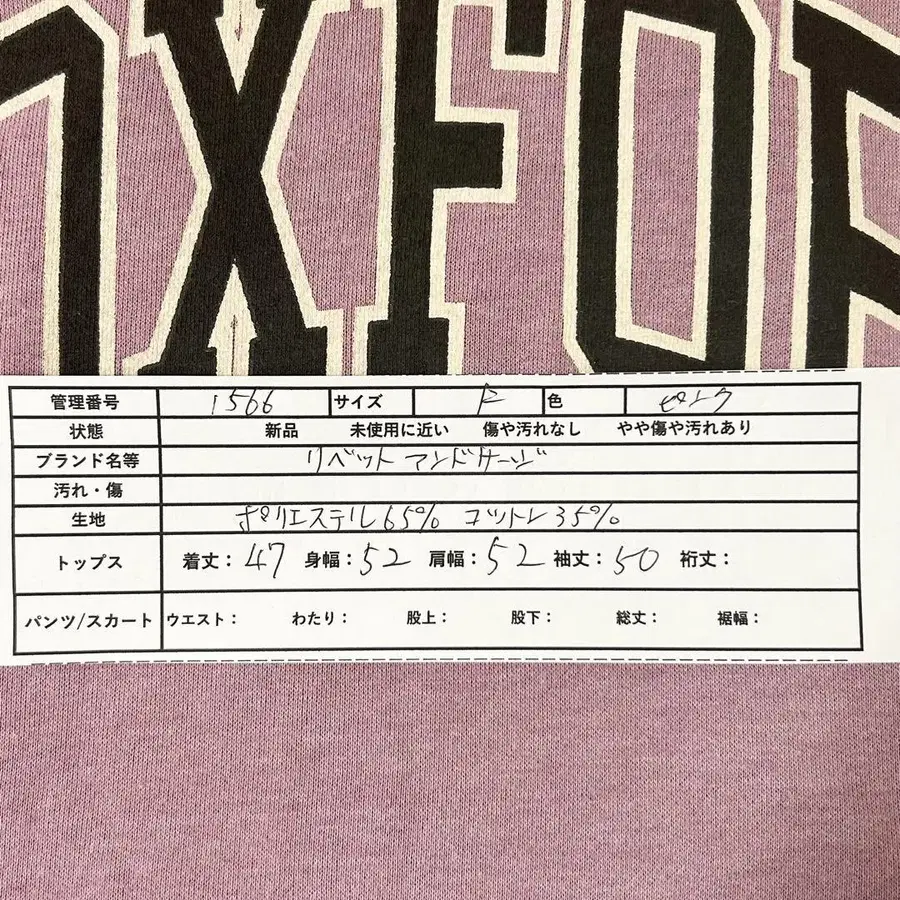 OXFOR
管理番号 1566 サイズ F 色 ピンク
状態 新品 未使用に近い 傷や汚れなし やや傷や汚れあり
ブランド名等 リベット アンド サージ
汚れ・傷
生地 ポリエステル65% コットン35%
トップス 着丈:47 身幅:52 肩幅:52 袖丈:50 裄丈:
パンツ/スカート ウエスト: わたり: 股上: 股下: 総丈: 裾幅: